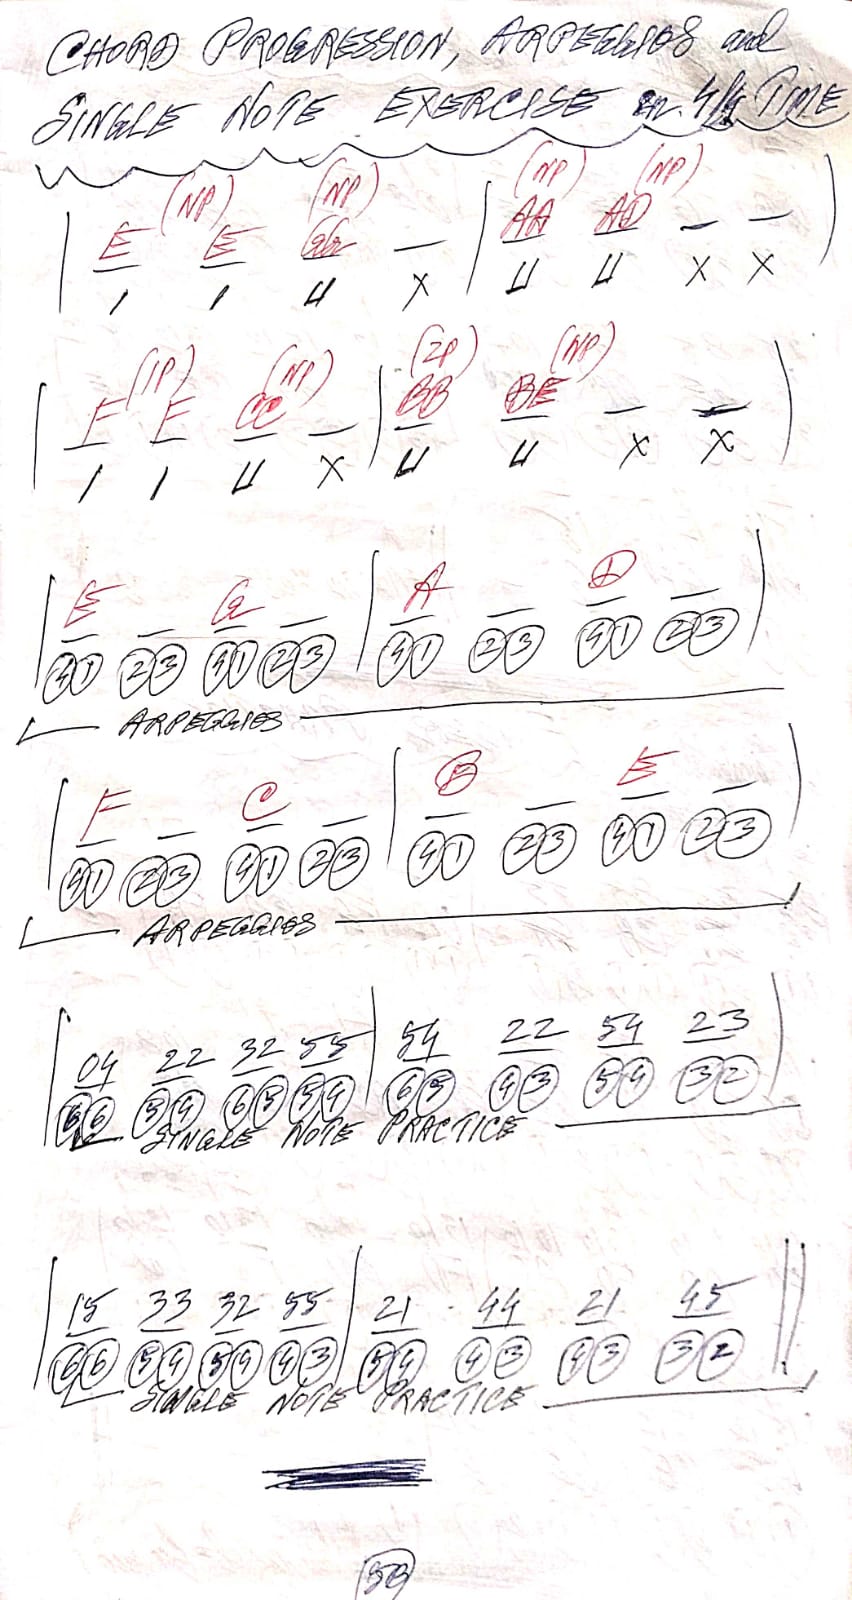 CHORD PROGRESSION, ARPEGGIOS and
SINGLE NOTE EXERCISE in 4/4 TIME
(NP) (NP) (NP) (NP)
E E GG _ AA AD _ _
/ / U X U U X X
(1P) (NP) (2P) (NP)
F F CC _ BB BE _ _
/ / U X U U X X
E G A D
41 23 41 23 41 23 41 23
ARPEGGIOS
F C B E
41 23 41 23 41 23 41 23
ARPEGGIOS
04 22 32 55 54 22 54 23
66 54 65 54 65 43 54 32
SINGLE NOTE PRACTICE
15 33 32 55 21 44 21 45
66 54 54 43 54 43 43 32
SINGLE NOTE PRACTICE